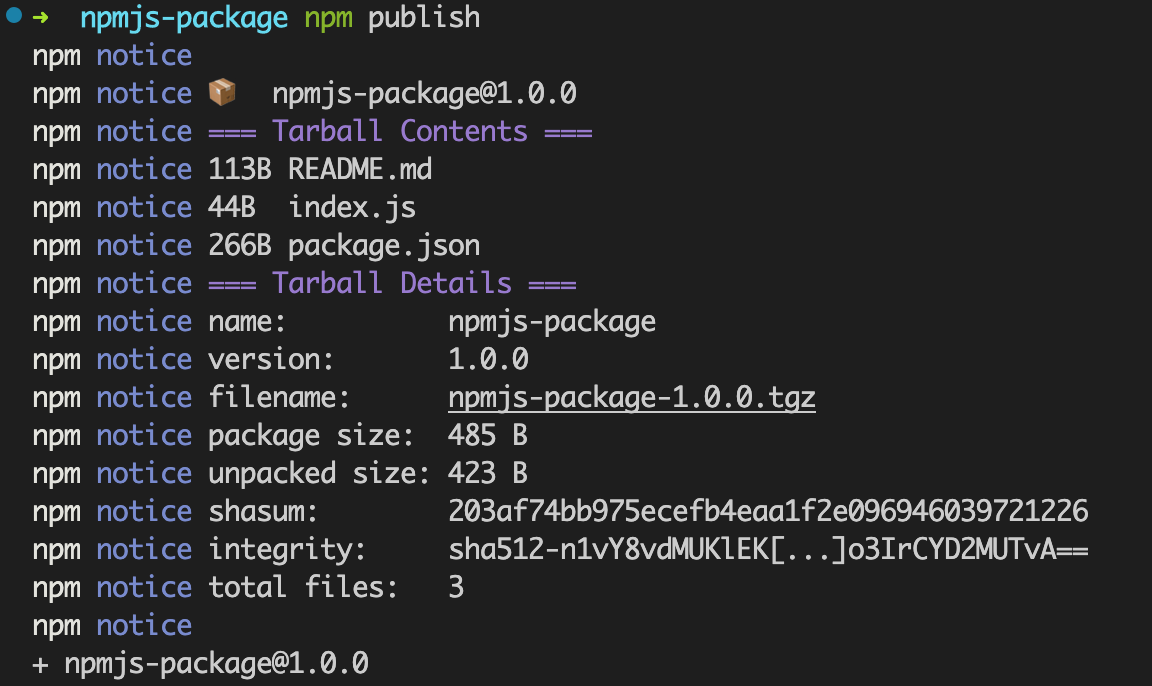 ➜ npmjs-package npm publish
npm notice
npm notice 📦 npmjs-package@1.0.0
npm notice === Tarball Contents ===
npm notice 113B README.md
npm notice 44B index.js
npm notice 266B package.json
npm notice === Tarball Details ===
npm notice name: npmjs-package
npm notice version: 1.0.0
npm notice filename: npmjs-package-1.0.0.tgz
npm notice package size: 485 B
npm notice unpacked size: 423 B
npm notice shasum: 203af74bb975ecefb4eaa1f2e096946039721226
npm notice integrity: sha512-n1vY8vdMUKlEK[...]o3IrCYD2MUTvA==
npm notice total files: 3
npm notice
+ npmjs-package@1.0.0